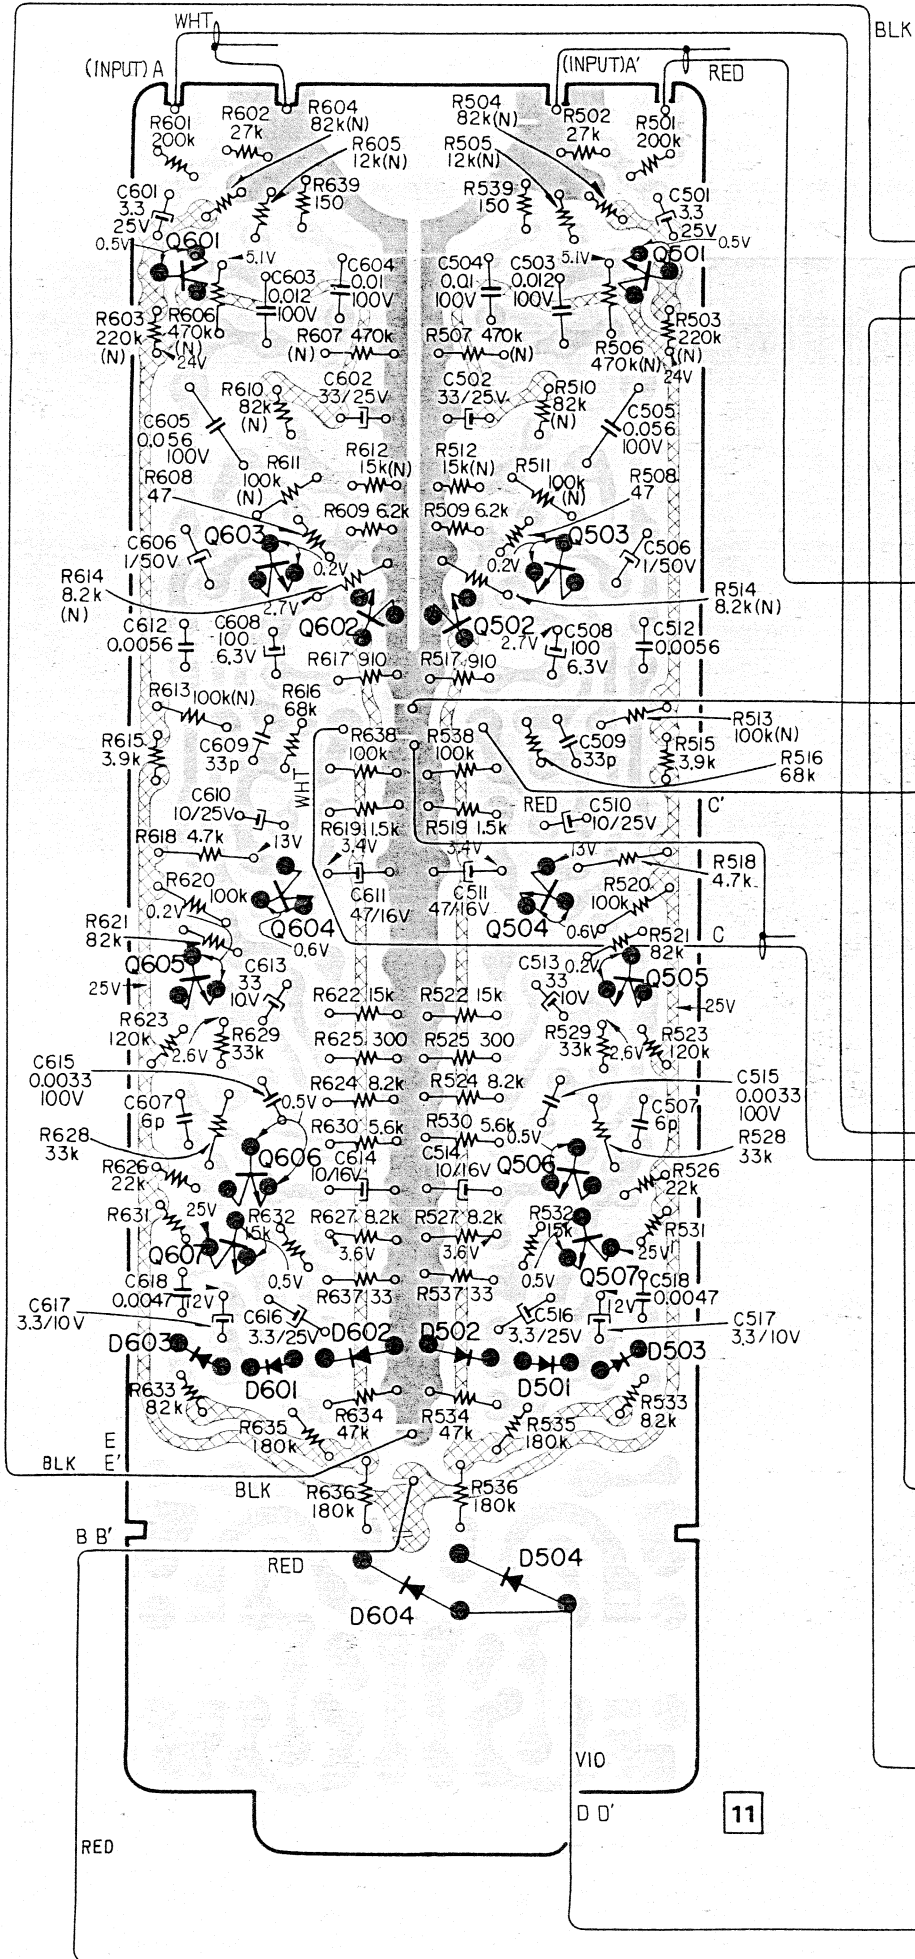 WHT
BLK
(INPUT) A
(INPUT) A'
RED
R601
200k
R602
27k
R604
82k(N)
R605
12k(N)
R504
82k(N)
R505
12k(N)
R502
27k
R501
200k
C601
3.3
25V
R639
150
R539
150
C501
3.3
25V
0.5V
Q601
5.1V
5.1V
0.5V
Q501
C603
0.012
100V
C604
0.01
100V
C504
0.01
100V
C503
0.012
100V
R603
220k
(N)
R606
470k
(N)
24V
R607 470k
(N)
R507 470k
(N)
R506
470k(N)
R503
220k
(N)
24V
R610
82k
(N)
C602
33/25V
C502
33/25V
R510
82k
(N)
C605
0.056
100V
C505
0.056
100V
R611
100k
(N)
R612
15k(N)
R512
15k(N)
R511
100k
(N)
R608
47
R508
47
R609 6.2k
R509 6.2k
Q603
Q503
C606
1/50V
0.2V
0.2V
C506
1/50V
R614
8.2k
(N)
R514
8.2k(N)
2.7V
Q602
Q502
2.7V
C612
0.0056
C608
100
6.3V
C508
100
6.3V
C512
0.0056
R617 910
R517 910
R613
100k(N)
R616
68k
R513
100k(N)
R615
3.9k
C609
33p
WHT
R638
100k
R538
100k
C509
33p
R515
3.9k
R516
68k
C610
10/25V
RED
C510
10/25V
C'
R618 4.7k
13V
R619 1.5k
3.4V
R519 1.5k
3.4V
13V
R518
4.7k
R620
100k
0.2V
C611
47/16V
C511
47/16V
R520
100k
R621
82k
Q604
0.6V
Q504
0.6V
R521
82k
C
Q605
C613
33
10V
C513
33
10V
0.2V
Q505
25V
R622 15k
R522 15k
25V
R623
120k
2.6V
R629
33k
R625 300
R525 300
R529
33k
2.6V
R523
120k
C615
0.0033
100V
0.5V
R624 8.2k
R524 8.2k
C515
0.0033
100V
C607
6p
R630 5.6k
R530 5.6k
0.5V
C507
6p
R628
33k
R528
33k
Q606
C614
10/16V
C514
10/16V
Q506
R626
22k
R526
22k
R631
25V
R632
15k
R627 8.2k
3.6V
R527 8.2k
3.6V
R532
15k
R531
25V
Q607
0.5V
0.5V
Q507
C618
0.0047
12V
R637 33
R537 33
C518
0.0047
12V
C617
3.3/10V
C616
3.3/25V
C516
3.3/25V
C517
3.3/10V
D603
D602
D502
D503
D601
D501
R633
82k
R634
47k
R534
47k
R533
82k
R635
180k
R535
180k
E
E'
BLK
BLK
R636
180k
R536
180k
B B'
RED
D504
D604
VIO
D D'
11
RED